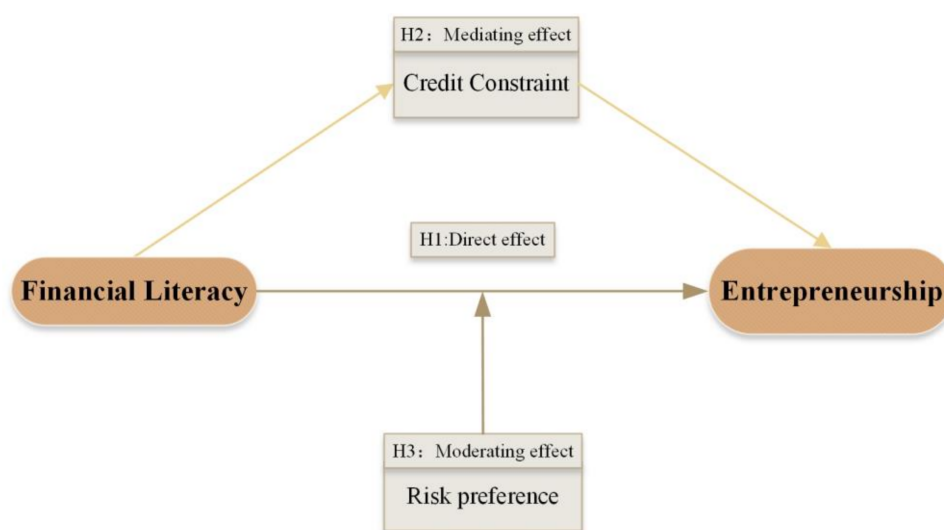 H2：Mediating effect
Credit Constraint
H1:Direct effect
Financial Literacy
Entrepreneurship
H3：Moderating effect
Risk preference